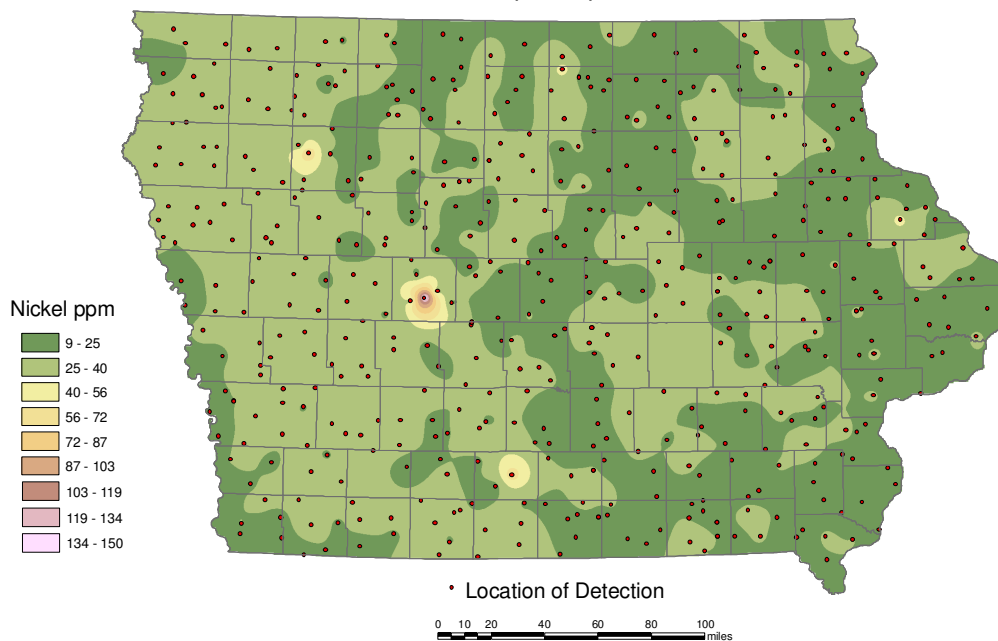 Nickel ppm
9 - 25
25 - 40
40 - 56
56 - 72
72 - 87
87 - 103
103 - 119
119 - 134
134 - 150
Location of Detection
0 10 20 40 60 80 100
miles